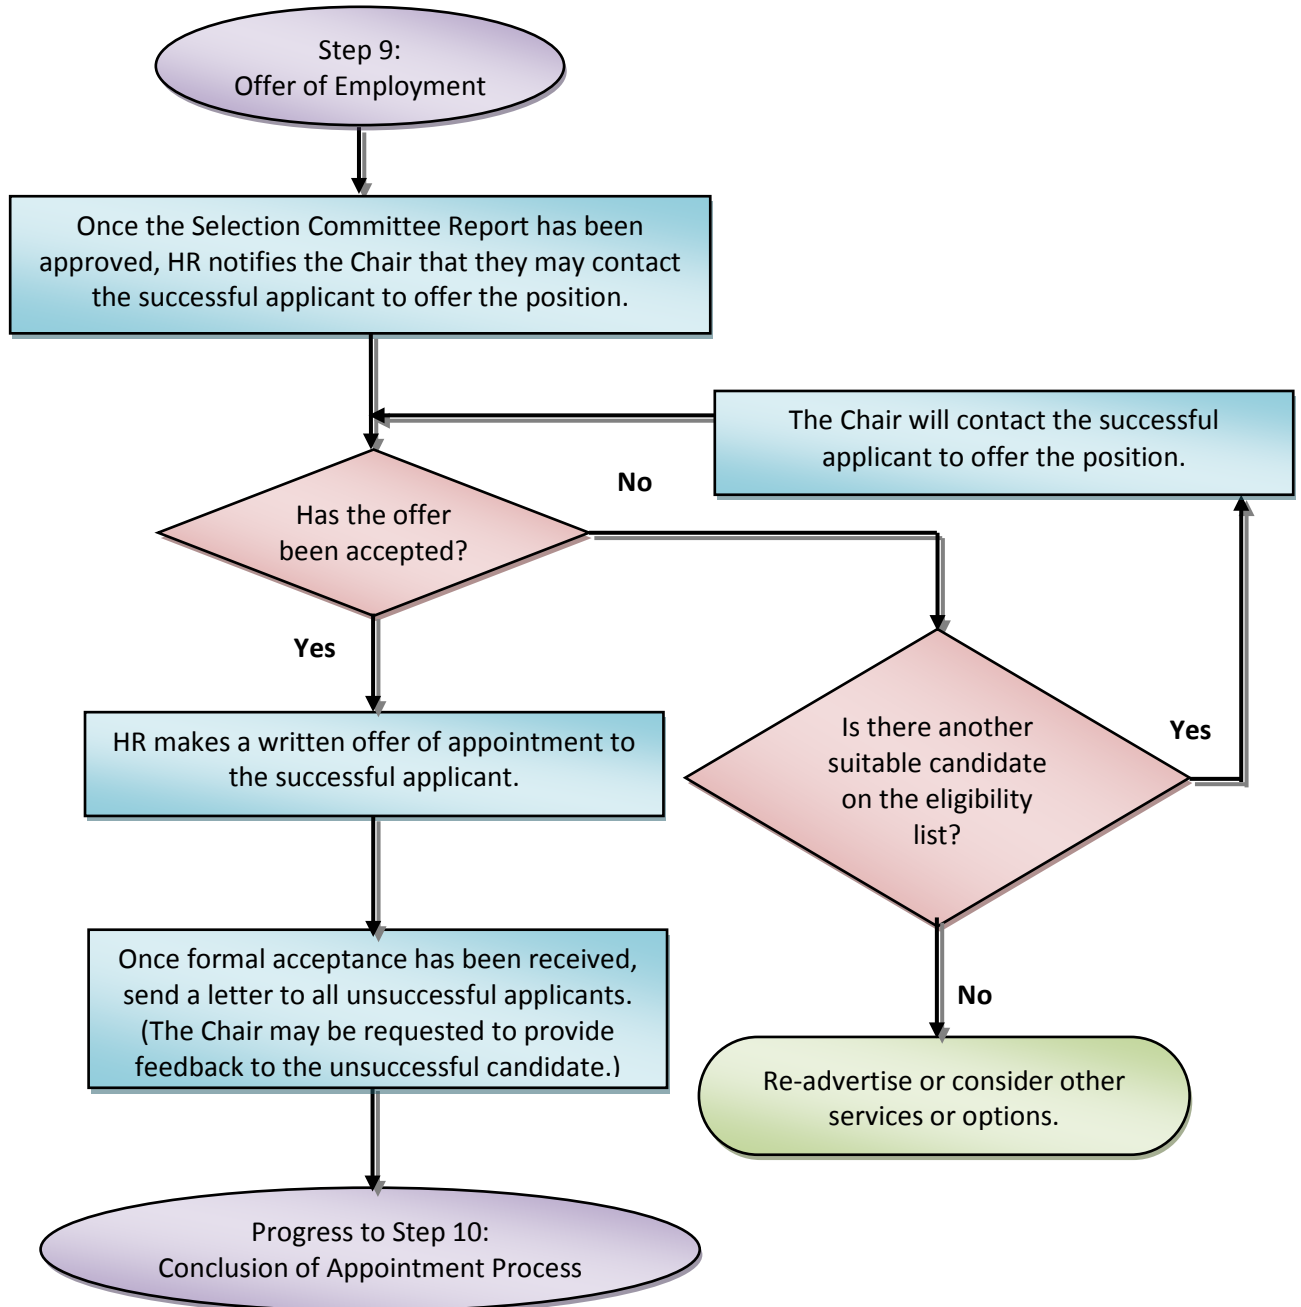 Step 9:
Offer of Employment
Once the Selection Committee Report has been
approved, HR notifies the Chair that they may contact
the successful applicant to offer the position.
The Chair will contact the successful
applicant to offer the position.
No
Has the offer
been accepted?
Yes
HR makes a written offer of appointment to
the successful applicant.
Is there another
suitable candidate
on the eligibility
list?
Yes
Once formal acceptance has been received,
send a letter to all unsuccessful applicants.
(The Chair may be requested to provide
feedback to the unsuccessful candidate.)
No
Re-advertise or consider other
services or options.
Progress to Step 10:
Conclusion of Appointment Process